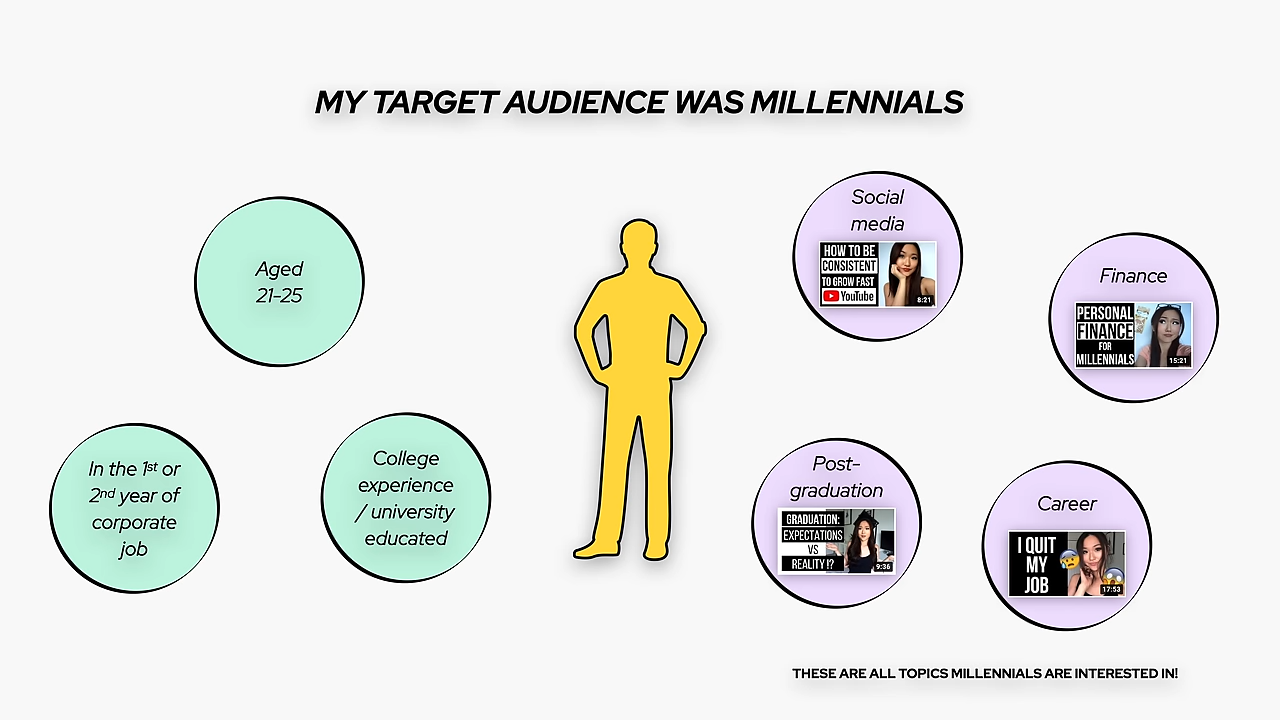 MY TARGET AUDIENCE WAS MILLENNIALS
Aged
21-25
In the 1st or
2nd year of
corporate
job
College
experience
/ university
educated
Social
media
HOW TO BE
CONSISTENT
TO GROW FAST
YouTube
8:21
Finance
PERSONAL
FINANCE
FOR
MILLENNIALS
15:21
Post-
graduation
GRADUATION:
EXPECTATIONS
VS
REALITY !?
9:36
Career
I QUIT
MY
JOB
17:53
THESE ARE ALL TOPICS MILLENNIALS ARE INTERESTED IN!